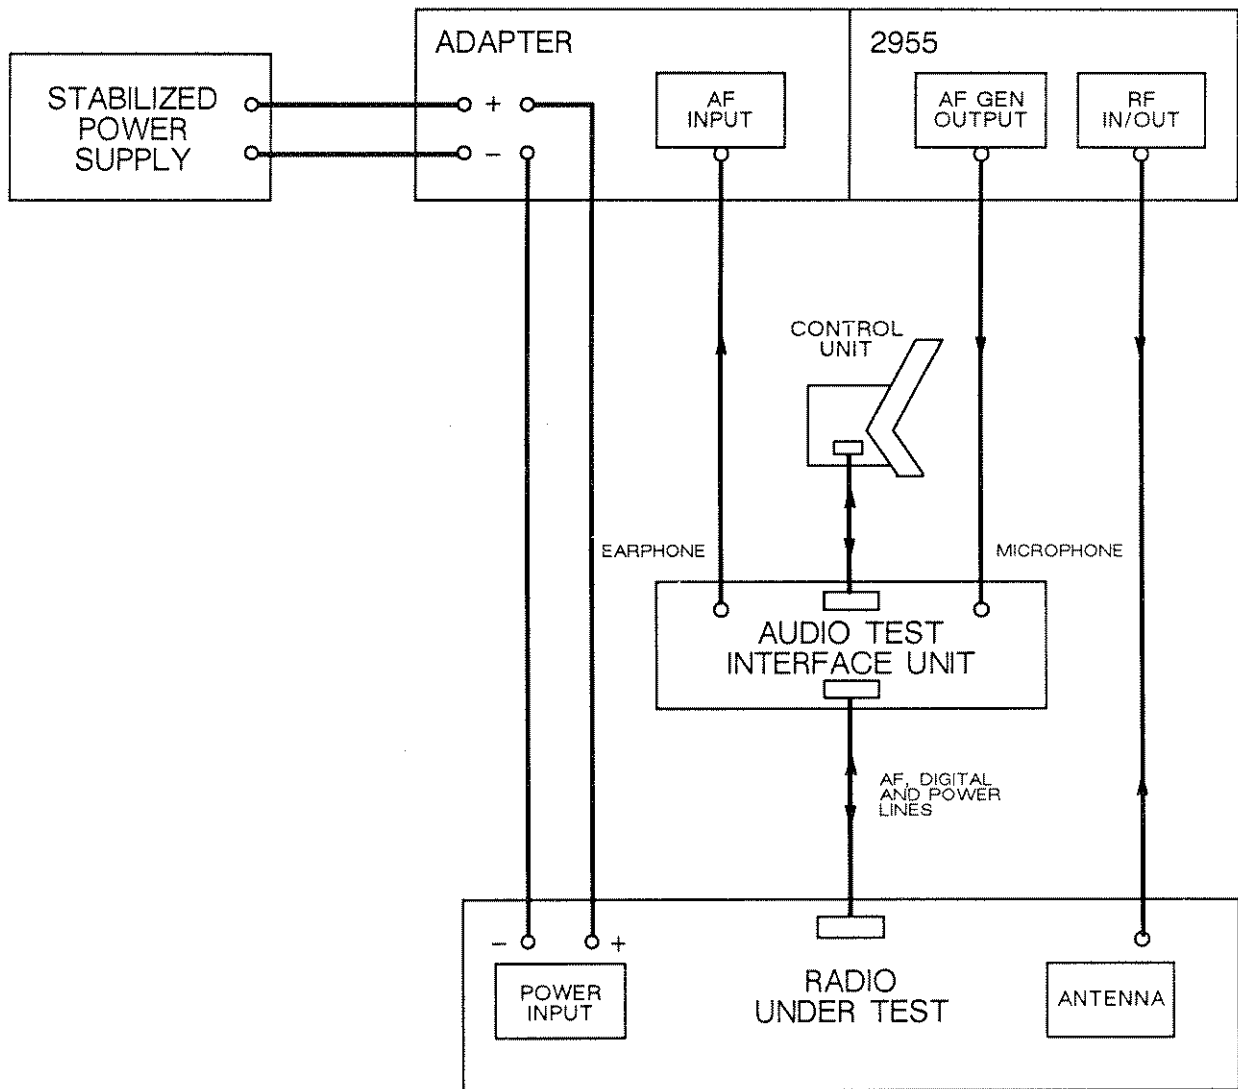 ADAPTER
2955
STABILIZED
POWER
SUPPLY
+
−
AF
INPUT
AF GEN
OUTPUT
RF
IN/OUT
CONTROL
UNIT
EARPHONE
MICROPHONE
AUDIO TEST
INTERFACE UNIT
AF, DIGITAL
AND POWER
LINES
− +
POWER
INPUT
RADIO
UNDER TEST
ANTENNA